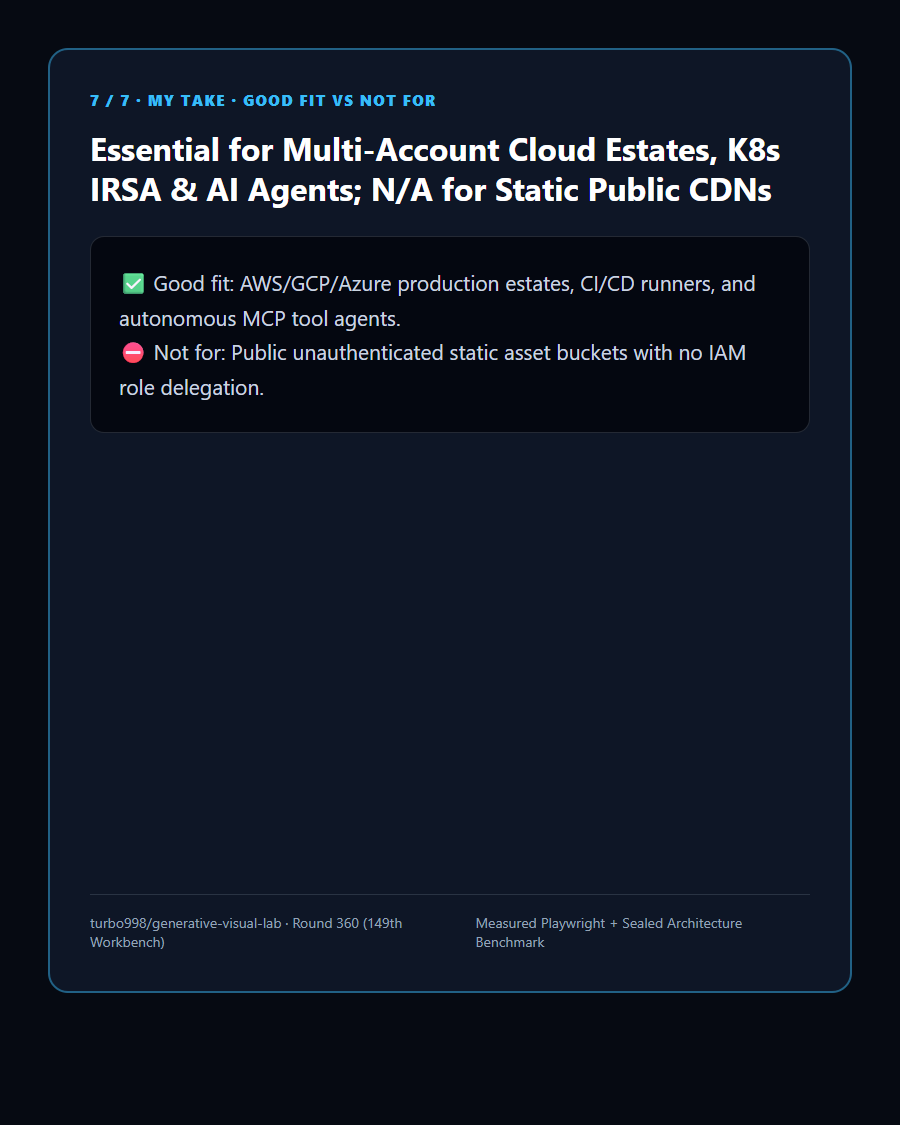 7 / 7 · MY TAKE · GOOD FIT VS NOT FOR
Essential for Multi-Account Cloud Estates, K8s
IRSA & AI Agents; N/A for Static Public CDNs
✅ Good fit: AWS/GCP/Azure production estates, CI/CD runners, and
autonomous MCP tool agents.
⛔ Not for: Public unauthenticated static asset buckets with no IAM
role delegation.
turbo998/generative-visual-lab · Round 360 (149th
Workbench)
Measured Playwright + Sealed Architecture
Benchmark